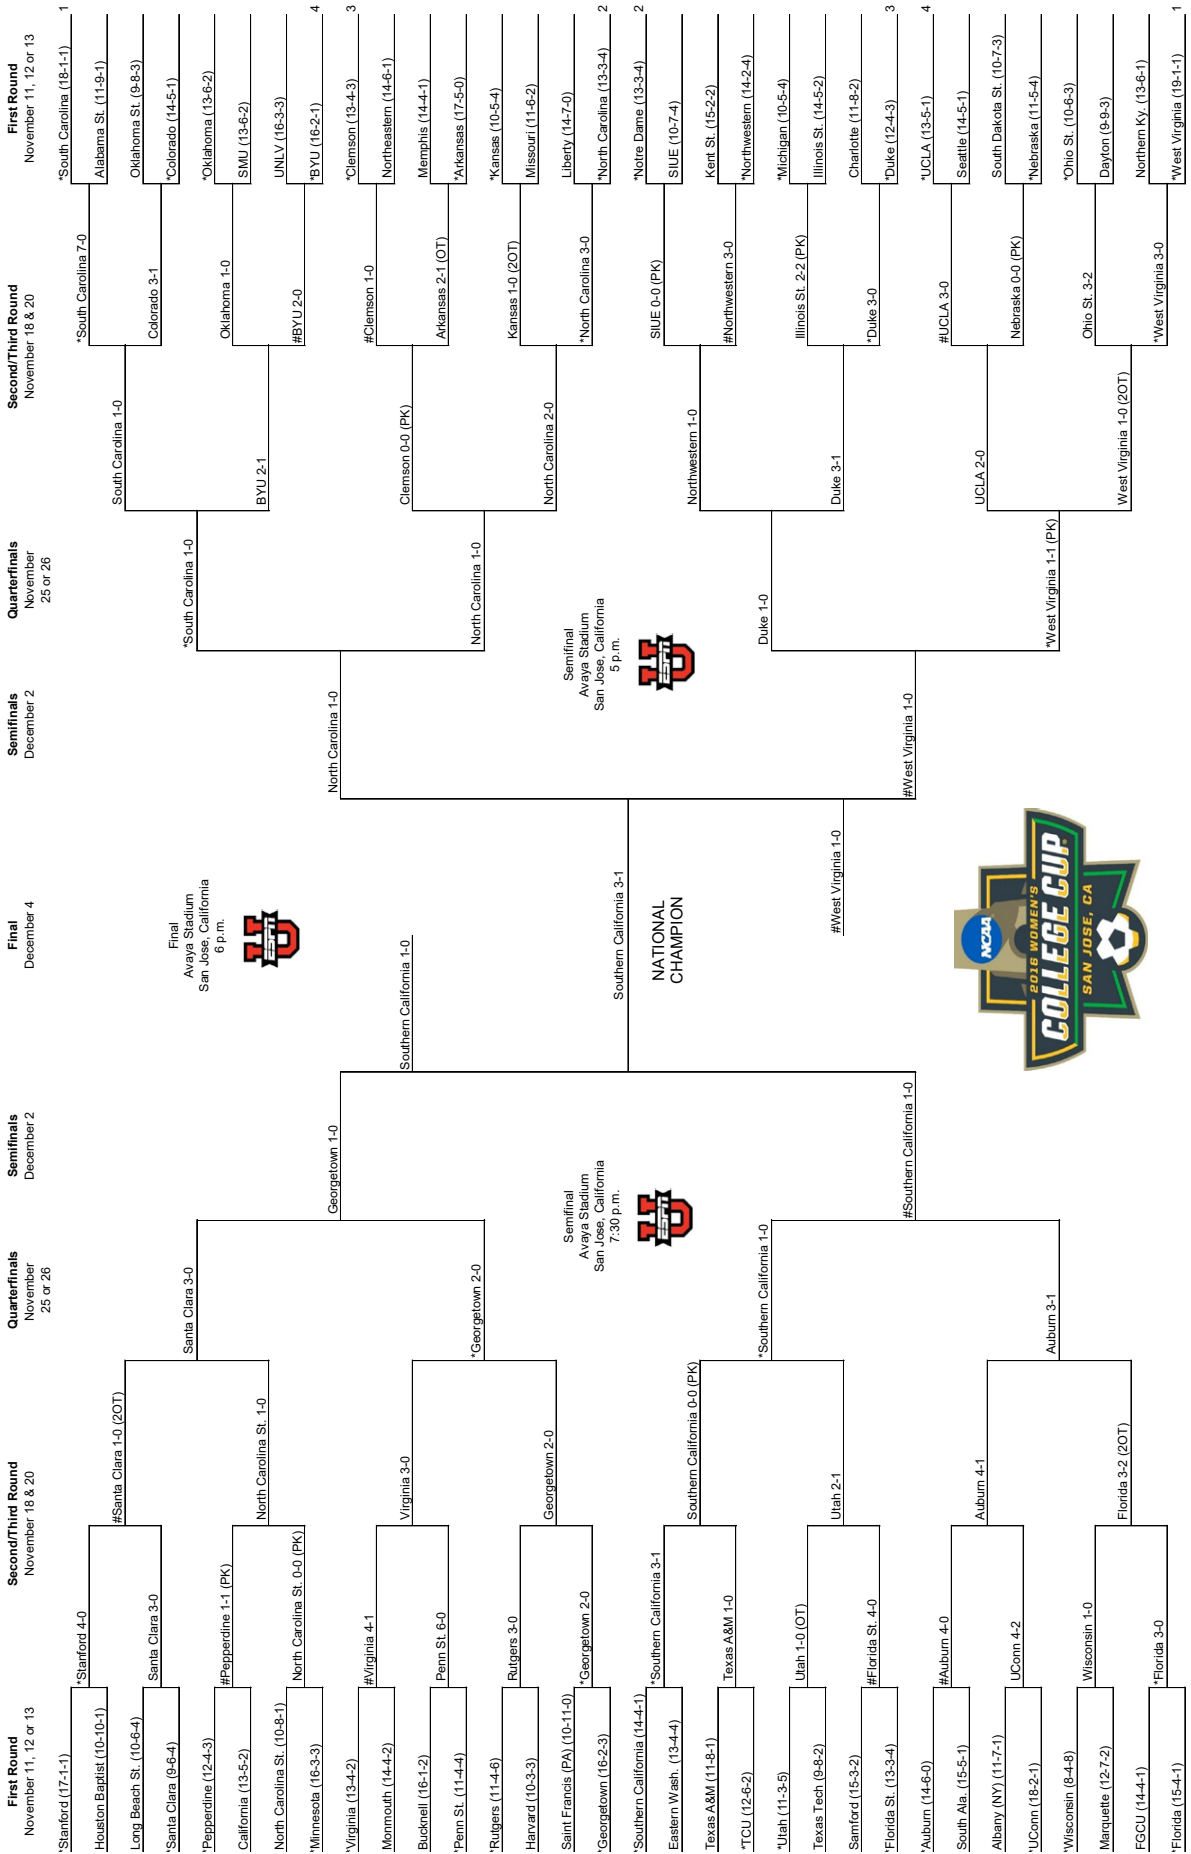 First Round
November 11, 12 or 13
Second/Third Round
November 18 & 20
Quarterfinals
November
25 or 26
Semifinals
December 2
Final
December 4
Semifinals
December 2
Quarterfinals
November
25 or 26
Second/Third Round
November 18 & 20
First Round
November 11, 12 or 13
*Stanford (17-1-1)
Houston Baptist (10-10-1)
Long Beach St. (10-6-4)
*Santa Clara (9-6-4)
*Pepperdine (12-4-3)
California (13-5-2)
North Carolina St. (10-8-1)
*Minnesota (16-3-3)
*Virginia (13-4-2)
Monmouth (14-4-2)
Bucknell (16-1-2)
*Penn St. (11-4-4)
*Rutgers (11-4-6)
Harvard (10-3-3)
Saint Francis (PA) (10-11-0)
*Georgetown (16-2-3)
*Southern California (14-4-1)
Eastern Wash. (13-4-4)
Texas A&M (11-8-1)
*TCU (12-6-2)
*Utah (11-3-5)
Texas Tech (9-8-2)
Samford (15-3-2)
*Florida St. (13-3-4)
*Auburn (14-6-0)
South Ala. (15-5-1)
Albany (NY) (11-7-1)
*UConn (18-2-1)
*Wisconsin (8-4-8)
Marquette (12-7-2)
FGCU (14-4-1)
*Florida (15-4-1)
*Stanford 4-0
Santa Clara 3-0
#Pepperdine 1-1 (PK)
North Carolina St. 0-0 (PK)
#Virginia 4-1
Penn St. 6-0
Rutgers 3-0
*Georgetown 2-0
*Southern California 3-1
Texas A&M 1-0
Utah 1-0 (OT)
#Florida St. 4-0
#Auburn 4-0
UConn 4-2
Wisconsin 1-0
*Florida 3-0
#Santa Clara 1-0 (2OT)
North Carolina St. 1-0
Virginia 3-0
Georgetown 2-0
Southern California 0-0 (PK)
Utah 2-1
Auburn 4-1
Florida 3-2 (2OT)
Santa Clara 3-0
*Georgetown 2-0
*Southern California 1-0
Auburn 3-1
Georgetown 1-0
#Southern California 1-0
Semifinal
Avaya Stadium
San Jose, California
7:30 p.m.
ESPN
U
Southern California 1-0
Final
Avaya Stadium
San Jose, California
6 p.m.
ESPN
U
Southern California 3-1
NATIONAL
CHAMPION
#West Virginia 1-0
NCAA
2016 WOMEN'S
COLLEGE CUP
SAN JOSE, CA
North Carolina 1-0
#West Virginia 1-0
Semifinal
Avaya Stadium
San Jose, California
5 p.m.
ESPN
U
*South Carolina 1-0
North Carolina 1-0
Duke 1-0
*West Virginia 1-1 (PK)
South Carolina 1-0
BYU 2-1
Clemson 0-0 (PK)
North Carolina 2-0
Northwestern 1-0
Duke 3-1
UCLA 2-0
West Virginia 1-0 (2OT)
*South Carolina 7-0
Colorado 3-1
Oklahoma 1-0
#BYU 2-0
#Clemson 1-0
Arkansas 2-1 (OT)
Kansas 1-0 (2OT)
*North Carolina 3-0
SIUE 0-0 (PK)
#Northwestern 3-0
Illinois St. 2-2 (PK)
*Duke 3-0
#UCLA 3-0
Nebraska 0-0 (PK)
Ohio St. 3-2
*West Virginia 3-0
*South Carolina (18-1-1) 1
Alabama St. (11-9-1)
Oklahoma St. (9-8-3)
*Colorado (14-5-1)
*Oklahoma (13-6-2)
SMU (13-6-2)
UNLV (16-3-3)
*BYU (16-2-1) 4
*Clemson (13-4-3) 3
Northeastern (14-6-1)
Memphis (14-4-1)
*Arkansas (17-5-0)
*Kansas (10-5-4)
Missouri (11-6-2)
Liberty (14-7-0)
*North Carolina (13-3-4) 2
*Notre Dame (13-3-4) 2
SIUE (10-7-4)
Kent St. (15-2-2)
*Northwestern (14-2-4)
*Michigan (10-5-4)
Illinois St. (14-5-2)
Charlotte (11-8-2)
*Duke (12-4-3) 3
*UCLA (13-5-1) 4
Seattle (14-5-1)
South Dakota St. (10-7-3)
*Nebraska (11-5-4)
*Ohio St. (10-6-3)
Dayton (9-9-3)
Northern Ky. (13-6-1)
*West Virginia (19-1-1) 1